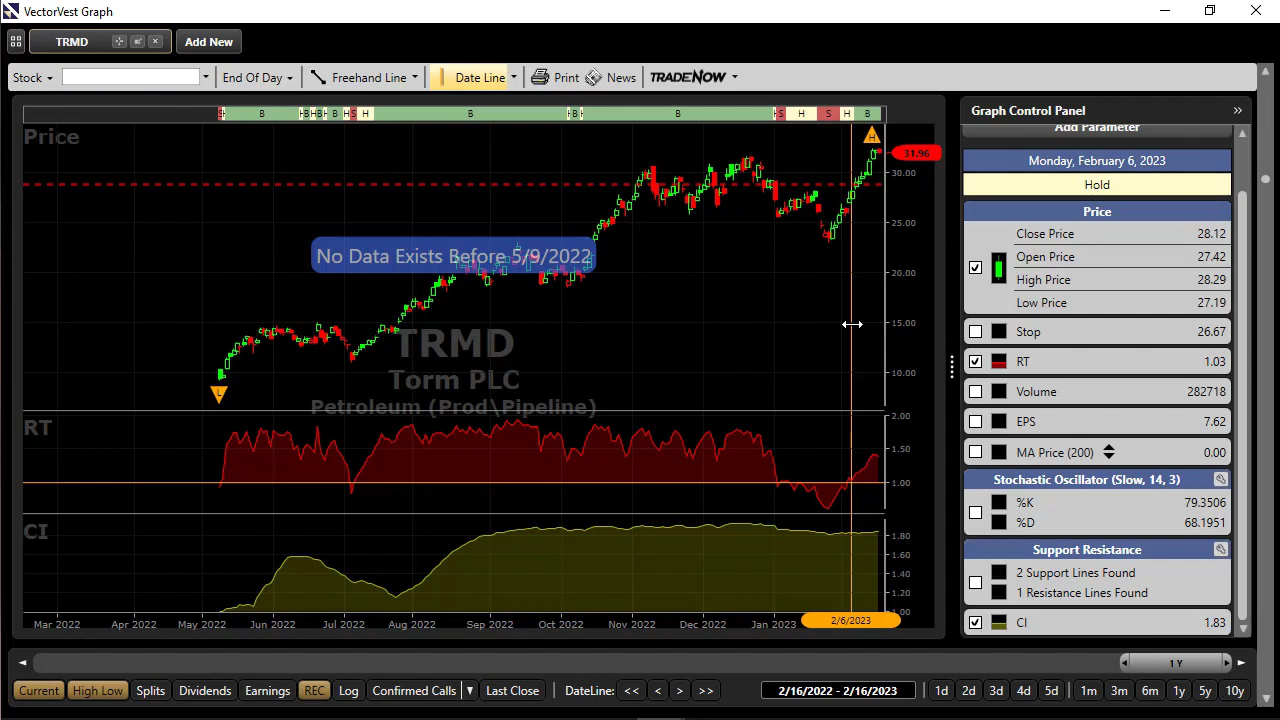 VectorVest Graph
TRMD
Add New
Stock
End Of Day
Freehand Line
Date Line
Print
News
TRADENOW
S H B H B H B H B H B S H B H B H B H S H S H B
Price
H
31.96
30.00
25.00
20.00
15.00
10.00
No Data Exists Before 5/9/2022
L
TRMD
Torm PLC
Petroleum (Prod\Pipeline)
RT
2.00
1.50
1.00
CI
1.80
1.60
1.40
1.20
1.00
Mar 2022 Apr 2022 May 2022 Jun 2022 Jul 2022 Aug 2022 Sep 2022 Oct 2022 Nov 2022 Dec 2022 Jan 2023 2/6/2023
Graph Control Panel
Add Parameter
Monday, February 6, 2023
Hold
Price
Close Price 28.12
Open Price 27.42
High Price 28.29
Low Price 27.19
Stop 26.67
RT 1.03
Volume 282718
EPS 7.62
MA Price (200) 0.00
Stochastic Oscillator (Slow, 14, 3)
%K 79.3506
%D 68.1951
Support Resistance
2 Support Lines Found
1 Resistance Lines Found
CI 1.83
1 Y
Current High Low Splits Dividends Earnings REC Log Confirmed Calls Last Close DateLine: << < > >> 2/16/2022 - 2/16/2023 1d 2d 3d 4d 5d 1m 3m 6m 1y 5y 10y